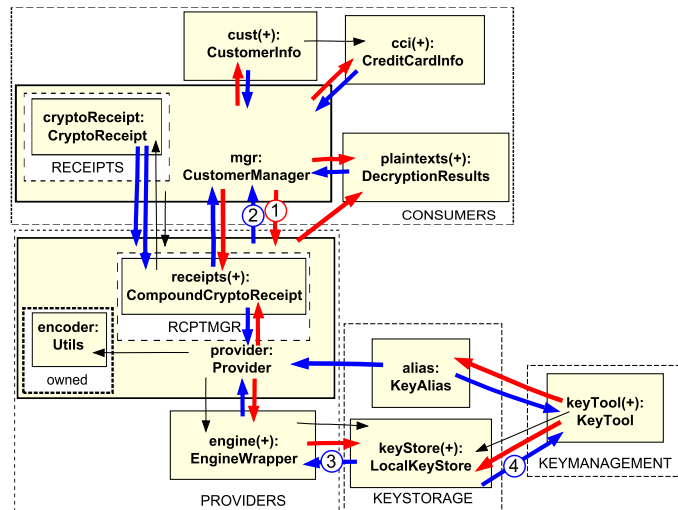 cust(+):
CustomerInfo
cci(+):
CreditCardInfo
cryptoReceipt:
CryptoReceipt
RECEIPTS
mgr:
CustomerManager
plaintexts(+):
DecryptionResults
CONSUMERS
2
1
receipts(+):
CompoundCryptoReceipt
RCPTMGR
encoder:
Utils
owned
provider:
Provider
alias:
KeyAlias
keyTool(+):
KeyTool
engine(+):
EngineWrapper
3
keyStore(+):
LocalKeyStore
4
KEYMANAGEMENT
PROVIDERS
KEYSTORAGE